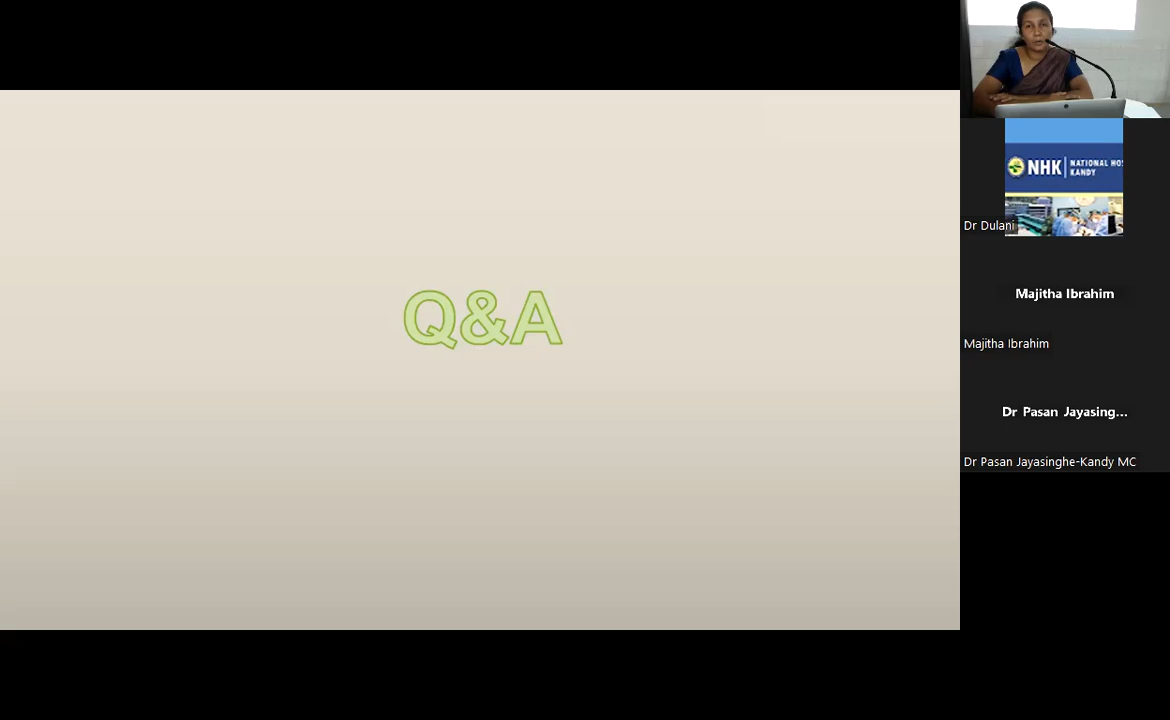 Q&A
NHK
NATIONAL HOS
KANDY
Dr Dulani
Majitha Ibrahim
Majitha Ibrahim
Dr Pasan Jayasing...
Dr Pasan Jayasinghe-Kandy MC